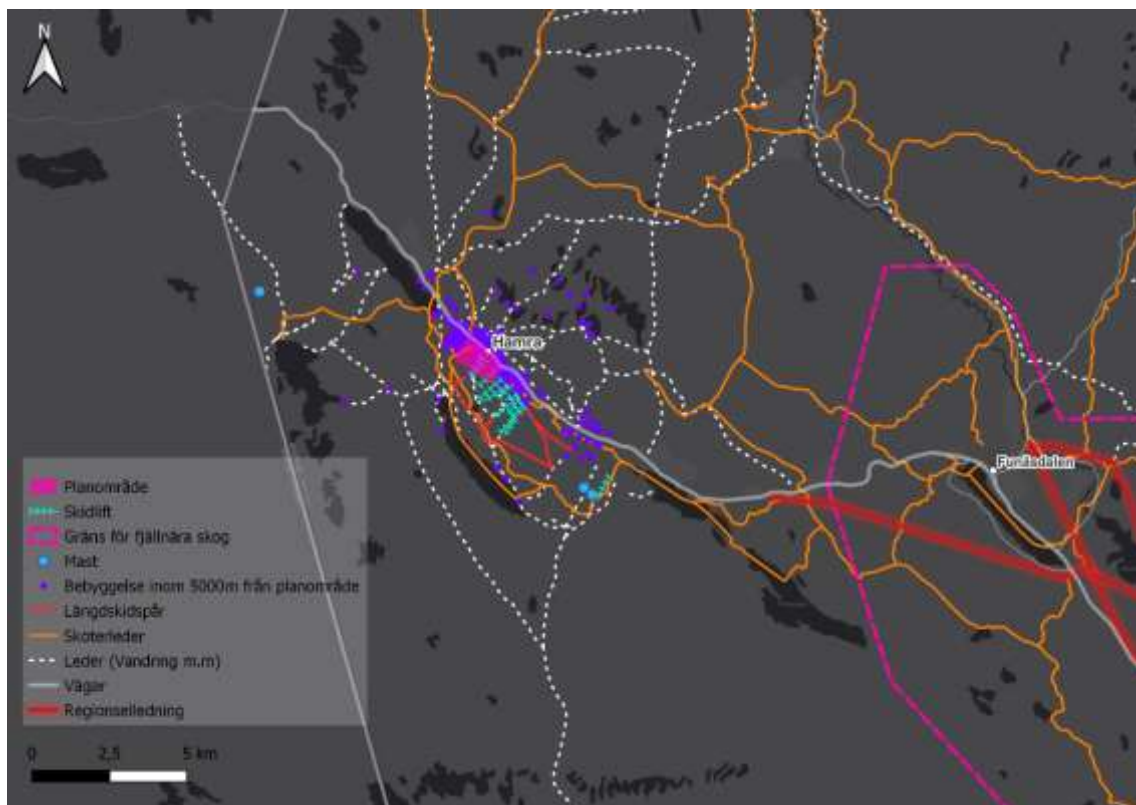 N
Hamra
Funäsdalen
Planområde
Skidlift
Gräns för fjällnära skog
Mast
Bebyggelse inom 5000m från planområde
Längdskidspår
Skoterleder
Leder (Vandring m.m)
Vägar
Regionselledning
0 2,5 5 km